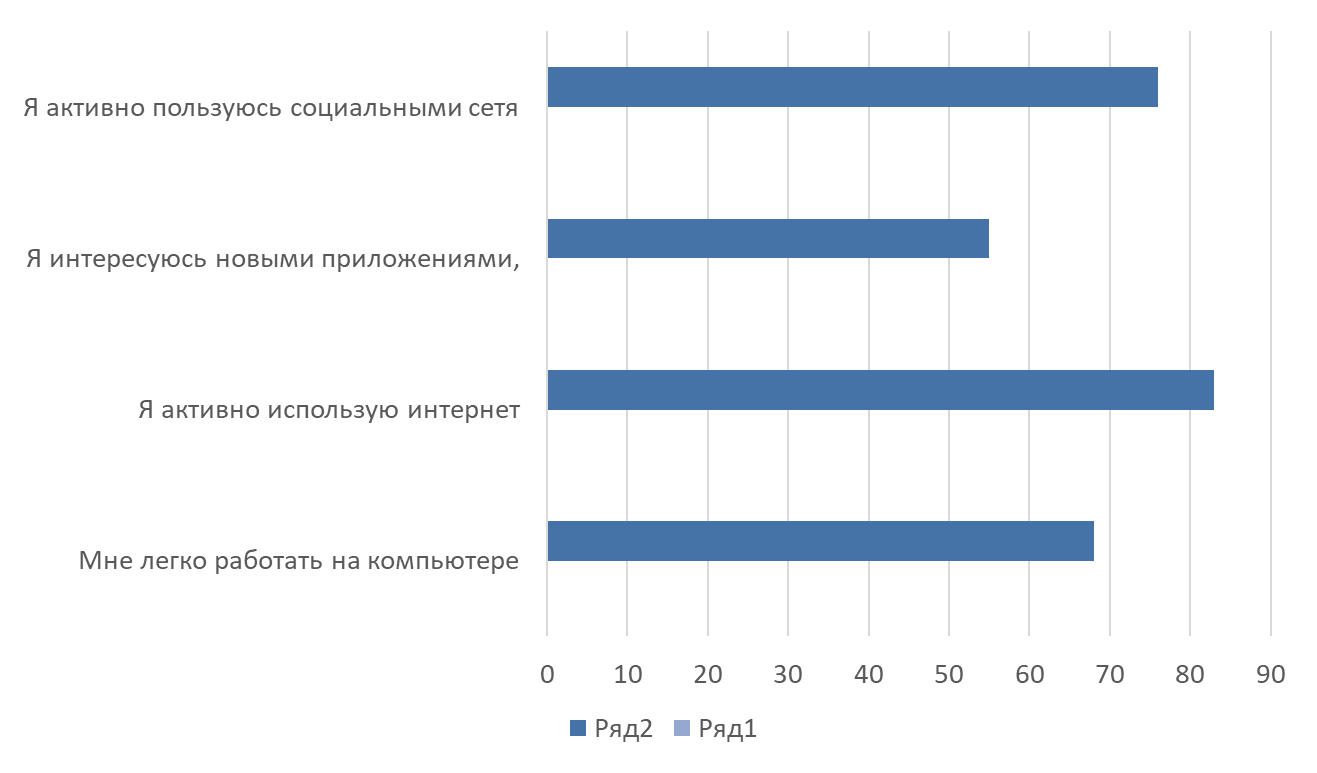 Я активно пользуюсь социальными сетя
Я интересуюсь новыми приложениями,
Я активно использую интернет
Мне легко работать на компьютере
0 10 20 30 40 50 60 70 80 90
Ряд2 Ряд1